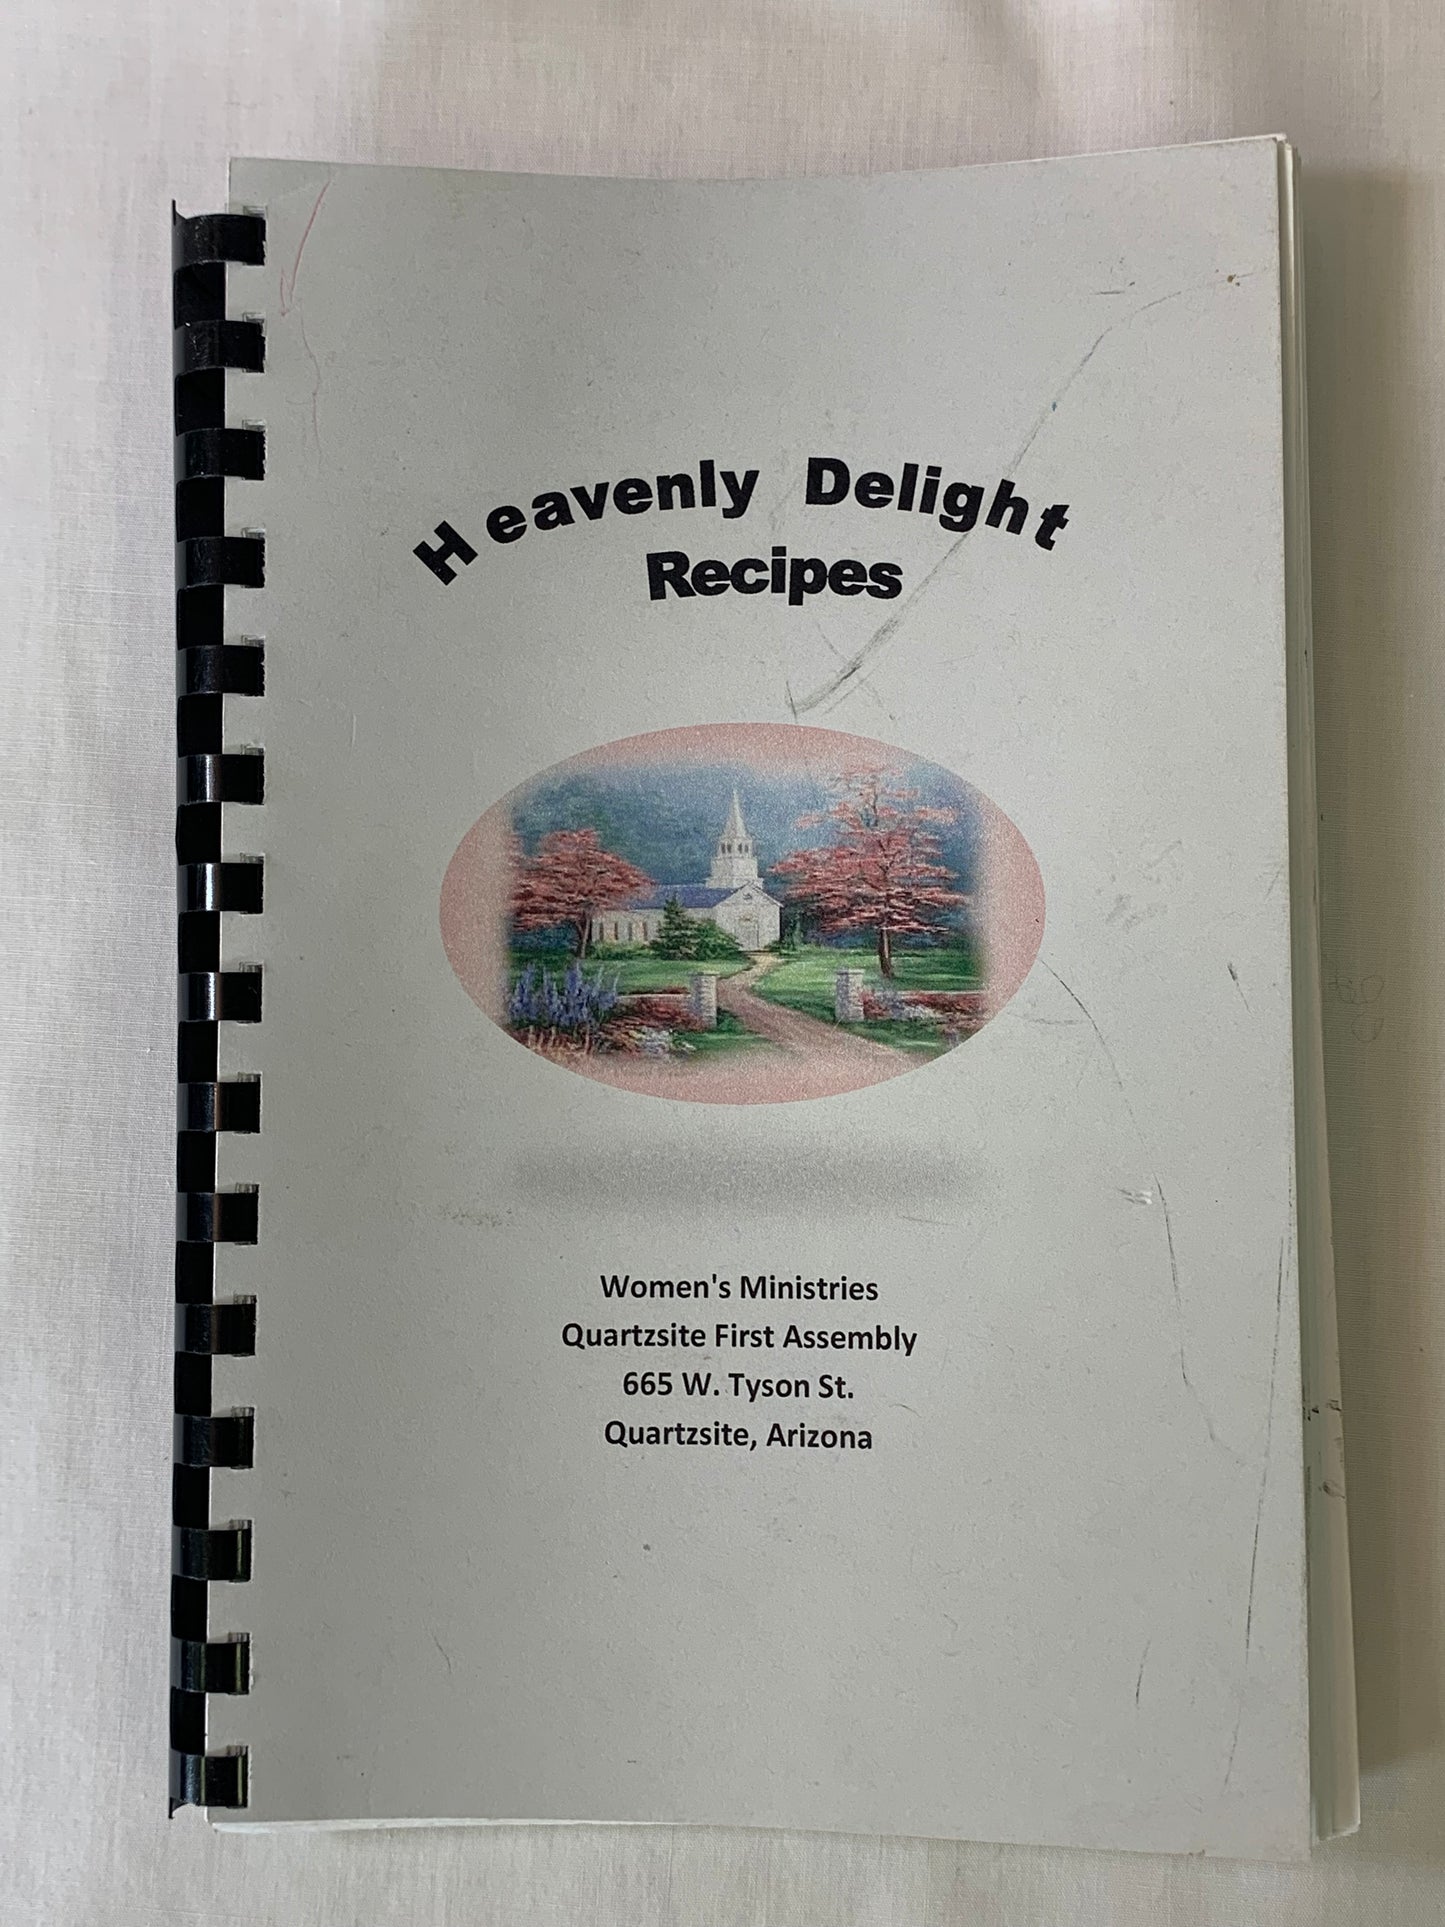 Heavenly Delight
Recipes
Women's Ministries
Quartzsite First Assembly
665 W. Tyson St.
Quartzsite, Arizona